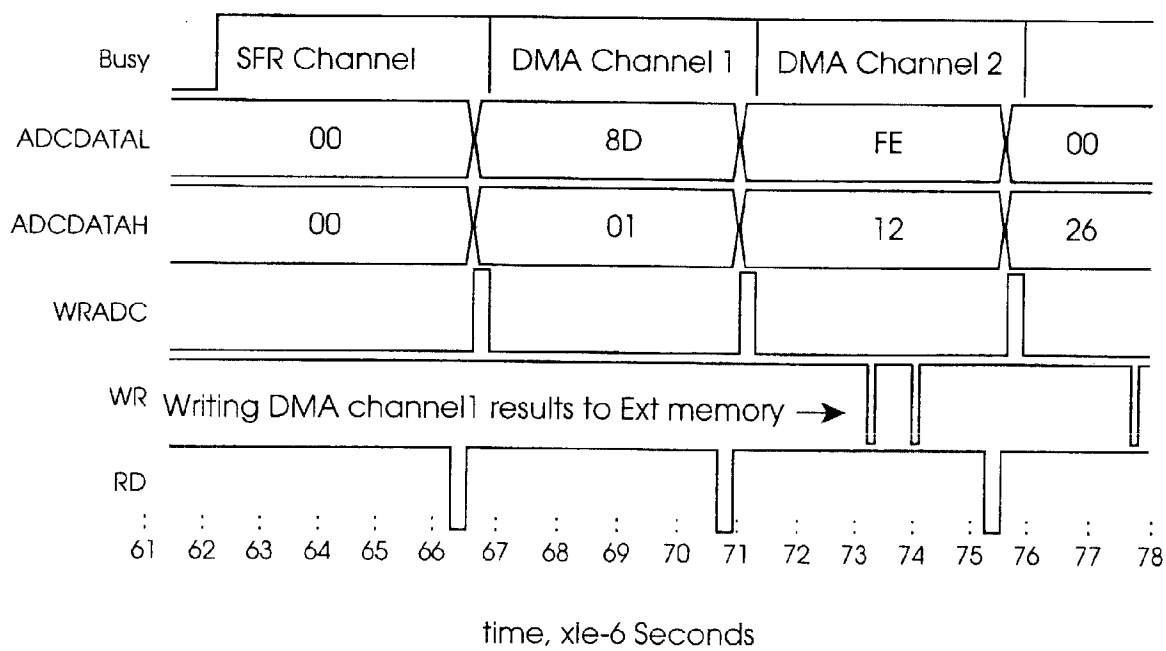 Busy SFR Channel DMA Channel 1 DMA Channel 2
ADCDATAL 00 8D FE 00
ADCDATAH 00 01 12 26
WRADC
WR Writing DMA channel1 results to Ext memory
RD
61 62 63 64 65 66 67 68 69 70 71 72 73 74 75 76 77 78
time, xle-6 Seconds